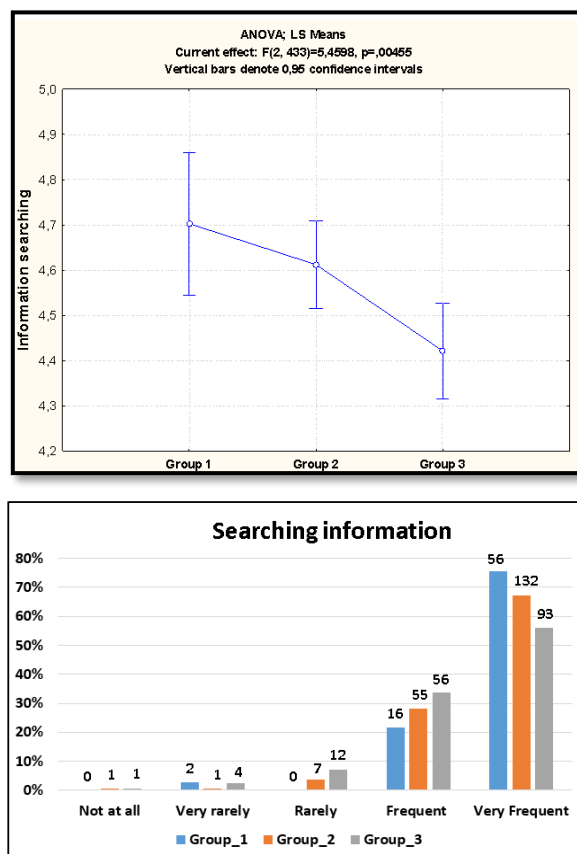 ANOVA; LS Means
Current effect: F(2, 433)=5,4598, p=,00455
Vertical bars denote 0,95 confidence intervals
5,0
4,9
4,8
4,7
4,6
4,5
4,4
4,3
4,2
Information searching
Group 1 Group 2 Group 3
Searching information
80%
70%
60%
50%
40%
30%
20%
10%
0%
0 1 1
2 1 4
0 7 12
16 55 56
56 132 93
Not at all Very rarely Rarely Frequent Very Frequent
Group_1 Group_2 Group_3